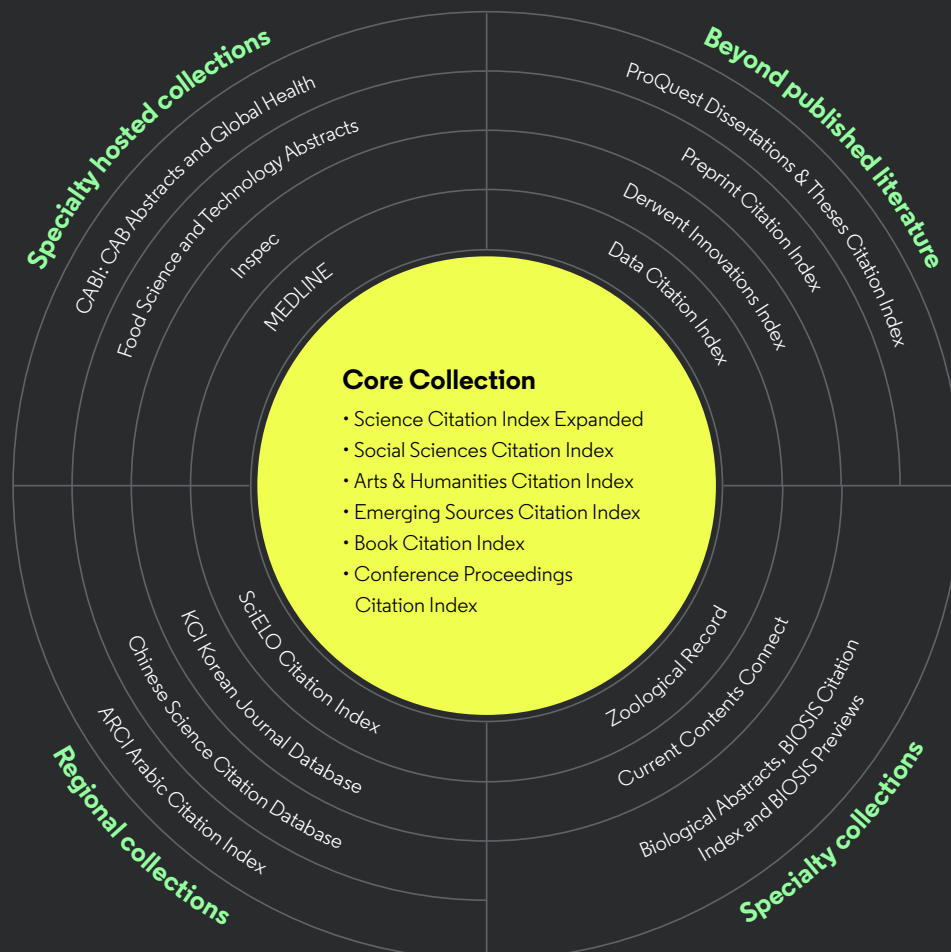 Specialty hosted collections
CABI: CAB Abstracts and Global Health
Food Science and Technology Abstracts
Inspec
MEDLINE
Beyond published literature
ProQuest Dissertations & Theses Citation Index
Preprint Citation Index
Derwent Innovations Index
Data Citation Index
Core Collection
• Science Citation Index Expanded
• Social Sciences Citation Index
• Arts & Humanities Citation Index
• Emerging Sources Citation Index
• Book Citation Index
• Conference Proceedings
Citation Index
SciELO Citation Index
KCI Korean Journal Database
Chinese Science Citation Database
ARCI Arabic Citation Index
Regional collections
Zoological Record
Current Contents Connect
Biological Abstracts, BIOSIS Citation
Index and BIOSIS Previews
Specialty collections